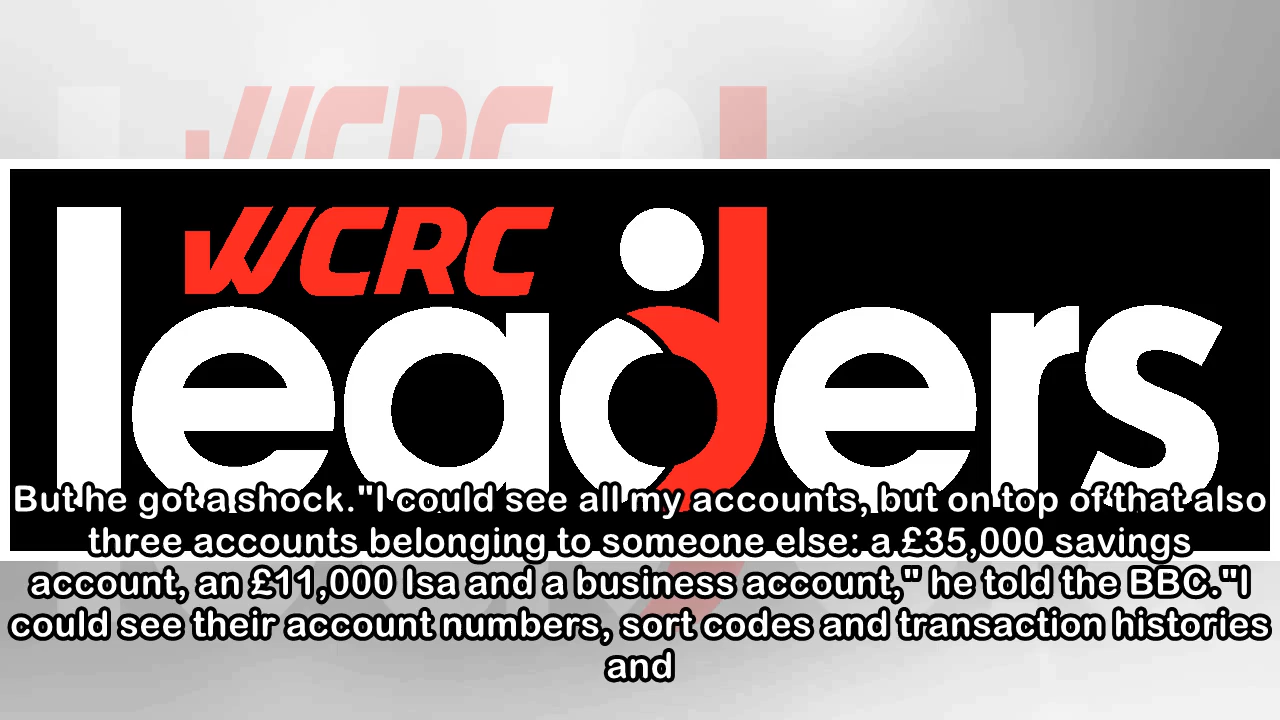 WCRC
leaders
But he got a shock."I could see all my accounts, but on top of that also
three accounts belonging to someone else: a £35,000 savings
account, an £11,000 Isa and a business account," he told the BBC."I
could see their account numbers, sort codes and transaction histories
and